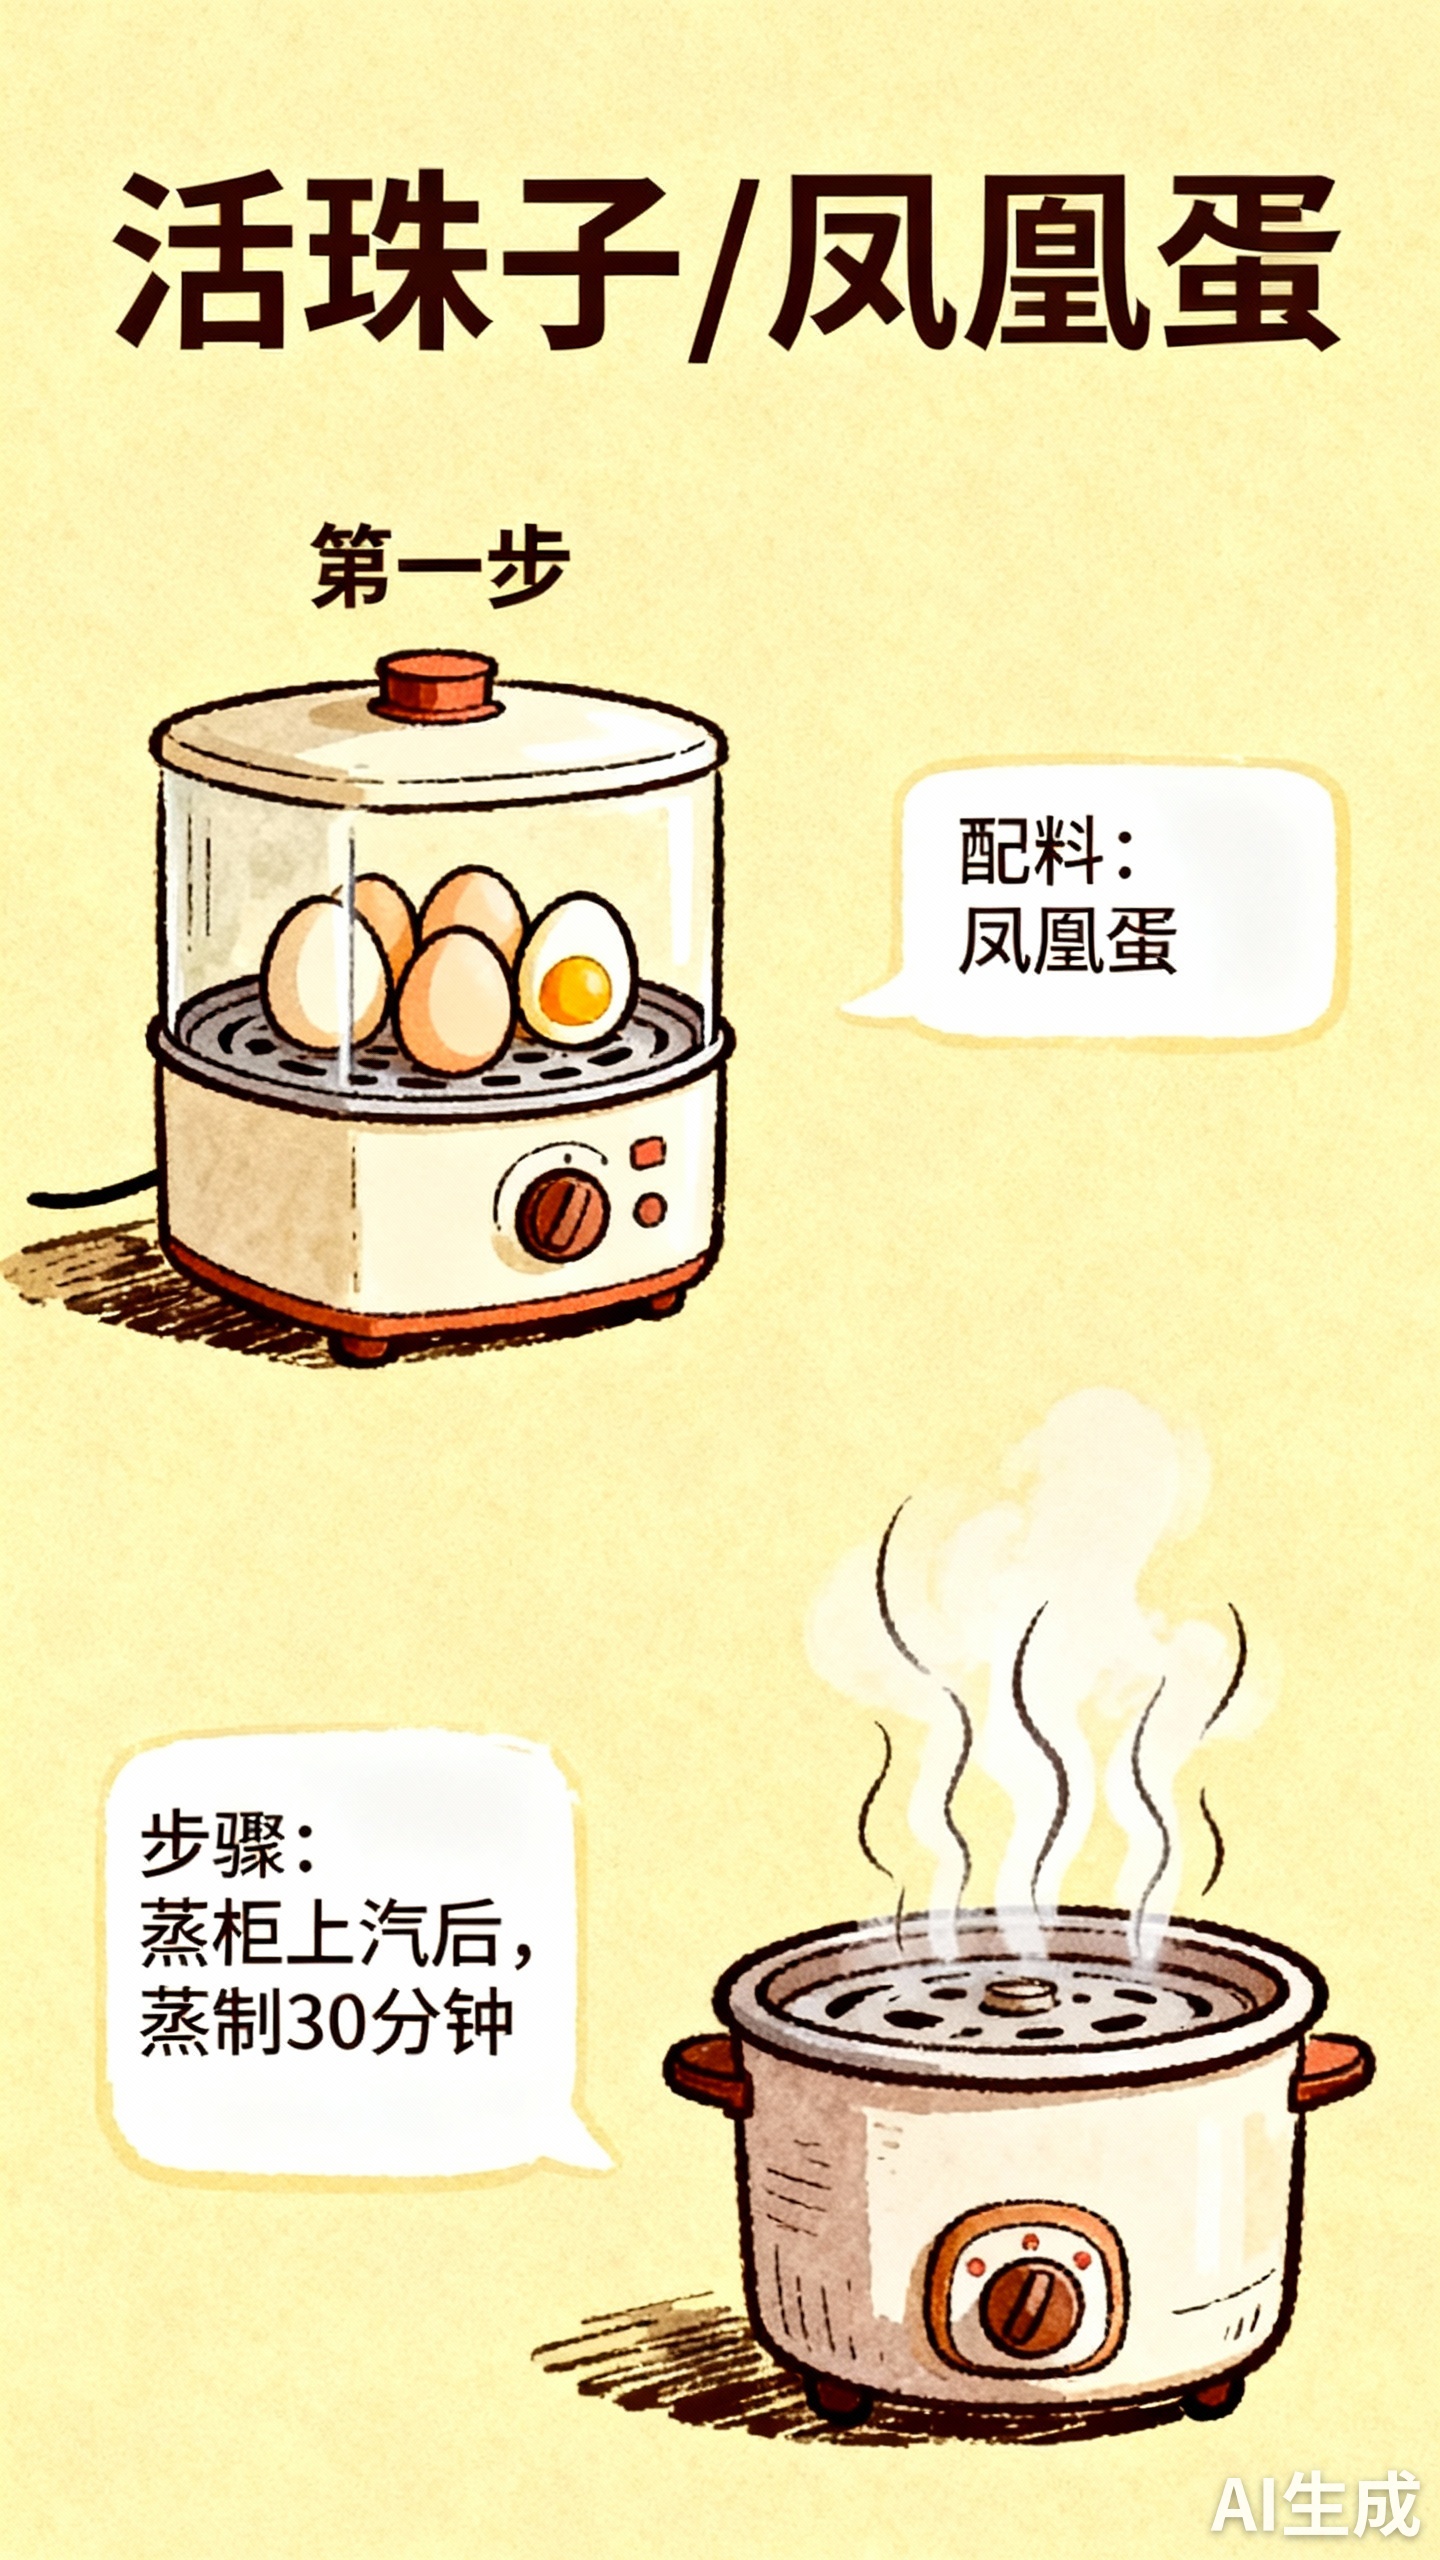 活珠子/凤凰蛋
第一步
配料：
凤凰蛋
步骤：
蒸柜上汽后，
蒸制30分钟
AI生成